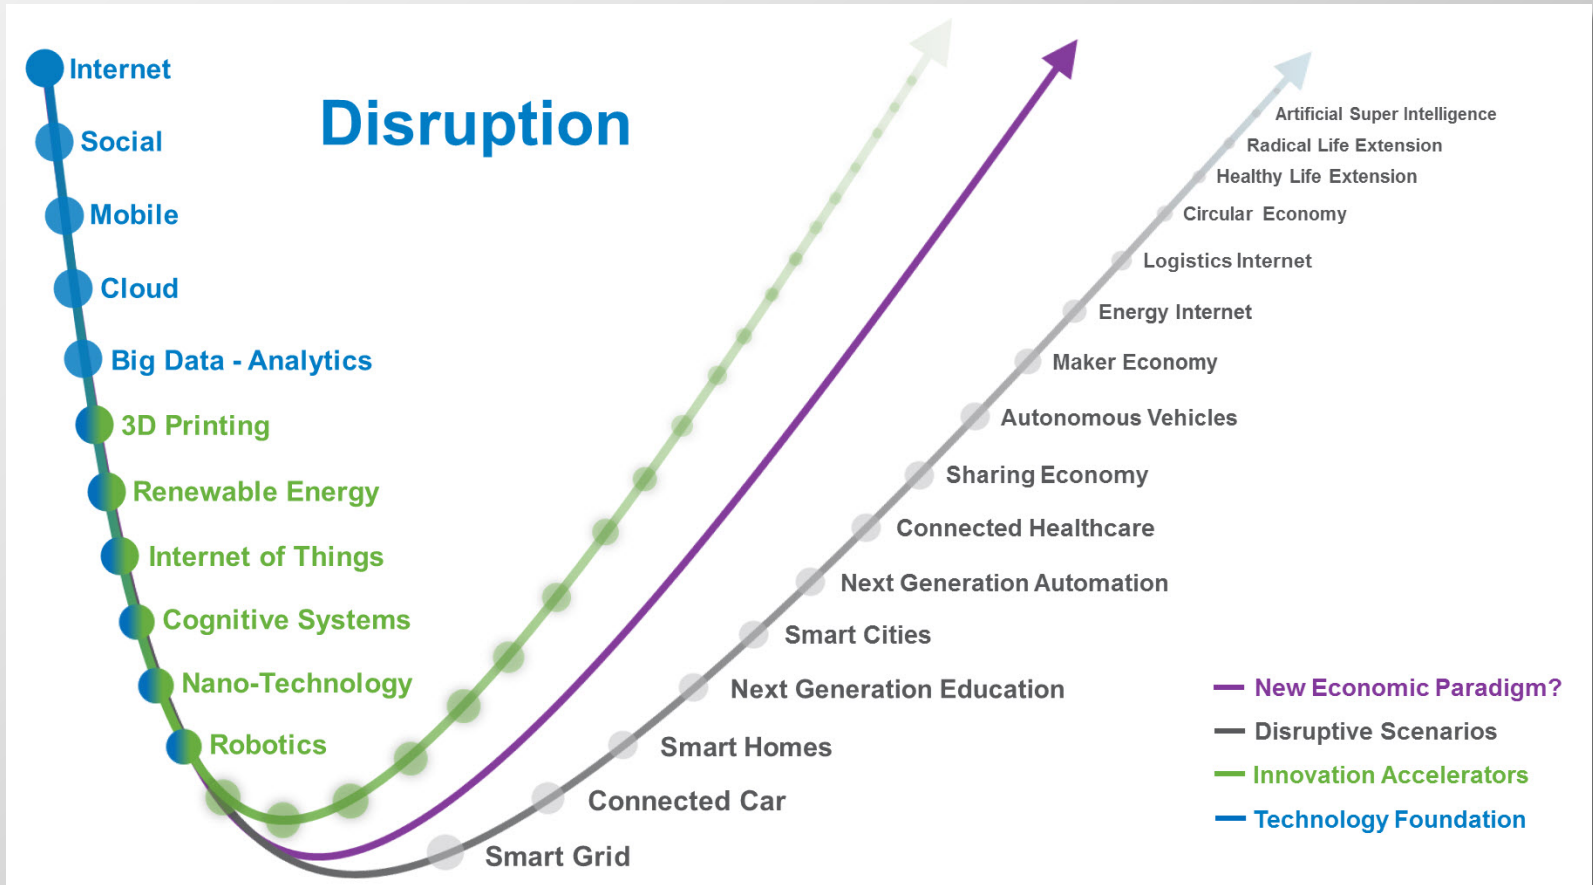 Disruption
Internet
Social
Mobile
Cloud
Big Data - Analytics
3D Printing
Renewable Energy
Internet of Things
Cognitive Systems
Nano-Technology
Robotics
Artificial Super Intelligence
Radical Life Extension
Healthy Life Extension
Circular Economy
Logistics Internet
Energy Internet
Maker Economy
Autonomous Vehicles
Sharing Economy
Connected Healthcare
Next Generation Automation
Smart Cities
Next Generation Education
Smart Homes
Connected Car
Smart Grid
New Economic Paradigm?
Disruptive Scenarios
Innovation Accelerators
Technology Foundation